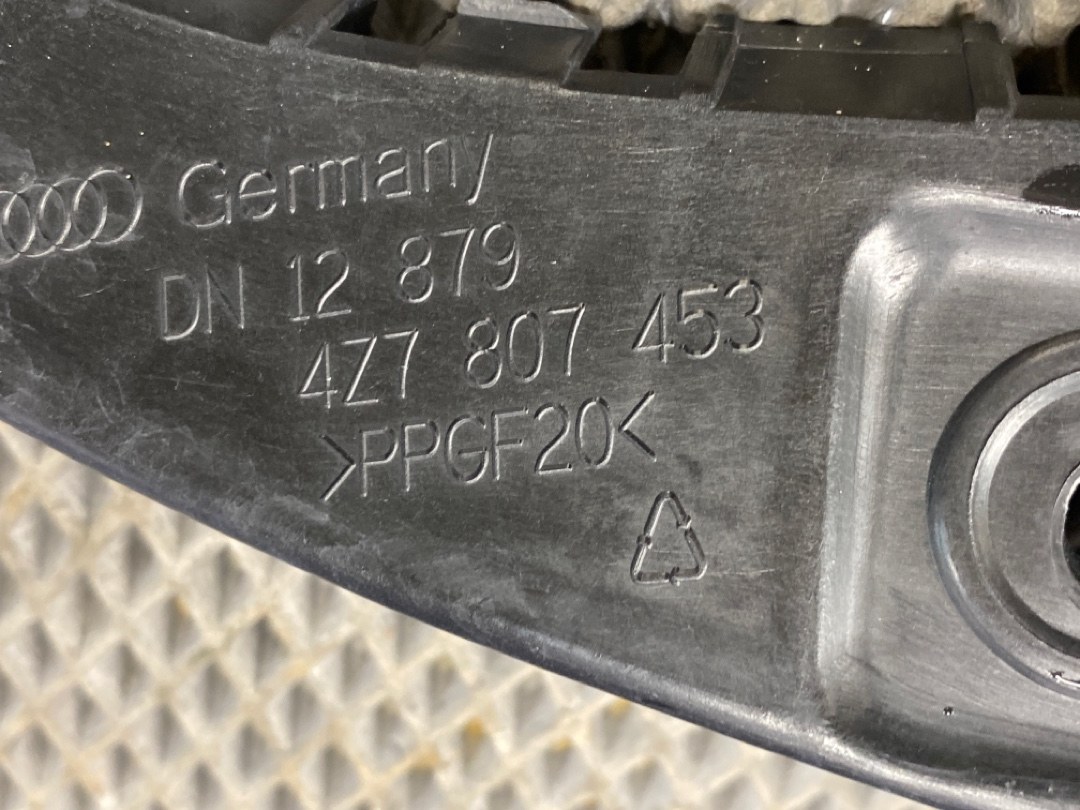 Germany
DN 12 879
4Z7 807 453
>PPGF20<